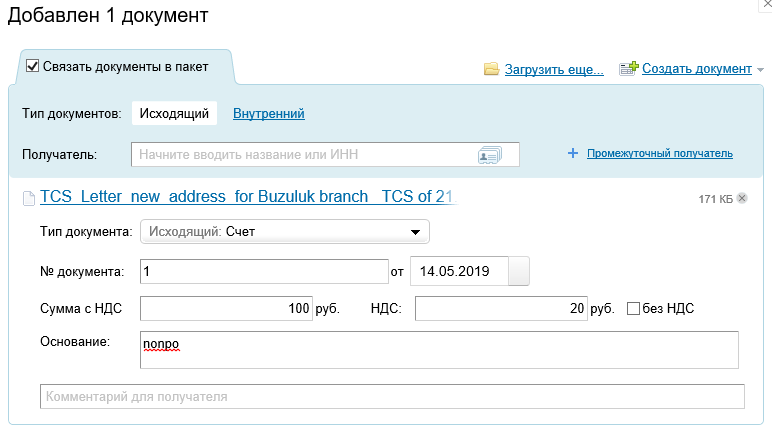 Добавлен 1 документ
Связать документы в пакет
Загрузить еще...
Создать документ
Тип документов: Исходящий Внутренний
Получатель: Начните вводить название или ИНН
Промежуточный получатель
TCS_Letter_new_address_for Buzuluk branch_ TCS of 21
171 КБ
Тип документа: Исходящий: Счет
№ документа: 1 от 14.05.2019
Сумма с НДС 100 руб. НДС: 20 руб. без НДС
Основание: попро
Комментарий для получателя